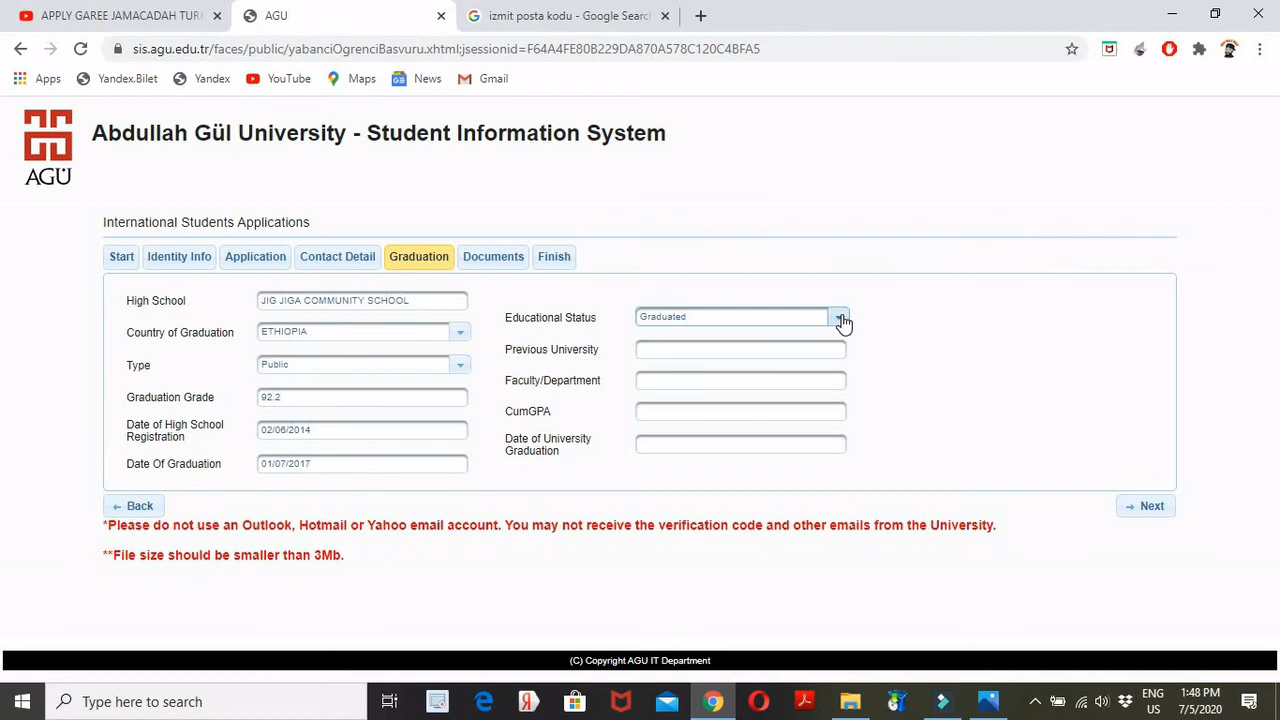 APPLY GAREE JAMACADAH TURK
AGU
izmit posta kodu - Google Search
sis.agu.edu.tr/faces/public/yabanciOgrenciBasvuru.xhtml;jsessionid=F64A4FE80B229DA870A578C120C4BFA5
Apps
Yandex.Bilet
Yandex
YouTube
Maps
News
Gmail
Abdullah Gül University - Student Information System
AGÜ
International Students Applications
Start
Identity Info
Application
Contact Detail
Graduation
Documents
Finish
High School
JIG JIGA COMMUNITY SCHOOL
Country of Graduation
ETHIOPIA
Type
Public
Graduation Grade
92.2
Date of High School
Registration
02/06/2014
Date Of Graduation
01/07/2017
Educational Status
Graduated
Previous University
Faculty/Department
CumGPA
Date of University
Graduation
Back
Next
*Please do not use an Outlook, Hotmail or Yahoo email account. You may not receive the verification code and other emails from the University.
**File size should be smaller than 3Mb.
(C) Copyright AGU IT Department
Type here to search
ENG
US
1:48 PM
7/5/2020